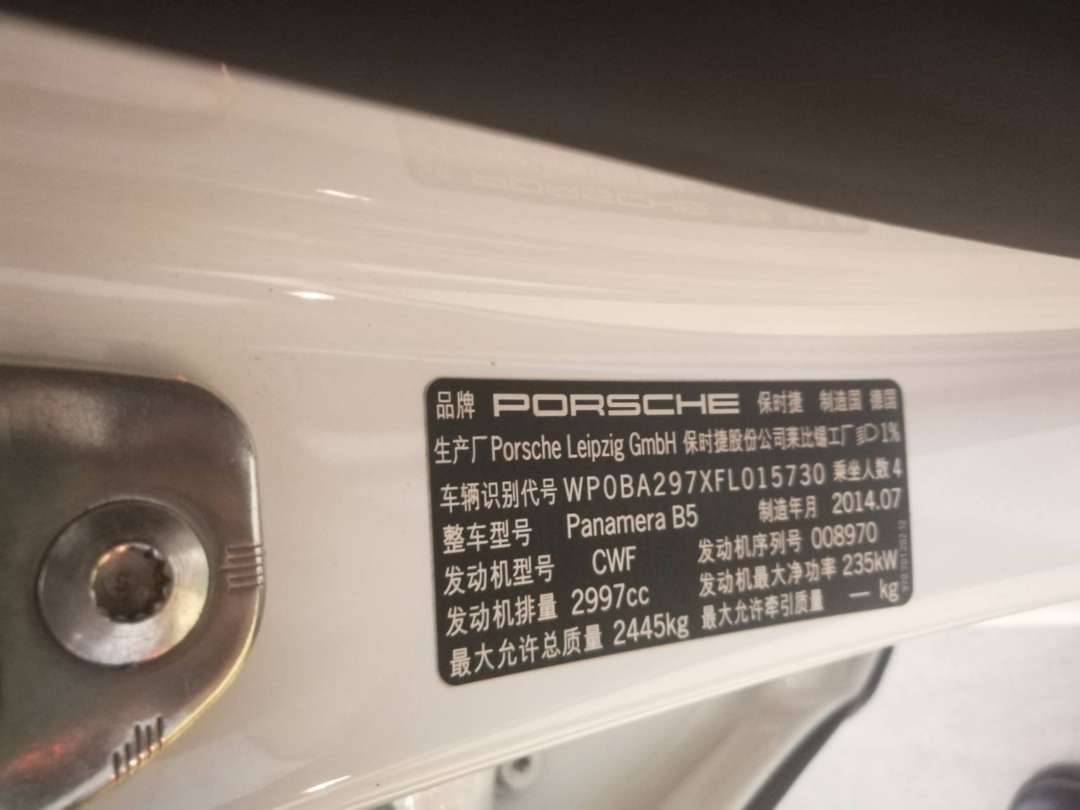 品牌 PORSCHE 保时捷 制造国 德国
生产厂 Porsche Leipzig GmbH 保时捷股份公司莱比锡工厂 1%
车辆识别代号 WP0BA297XFL015730 乘坐人数 4
整车型号 Panamera B5 制造年月 2014.07
发动机型号 CWF 发动机序列号 008970
发动机排量 2997cc 发动机最大净功率 235kW
最大允许总质量 2445kg 最大允许牵引质量 — kg